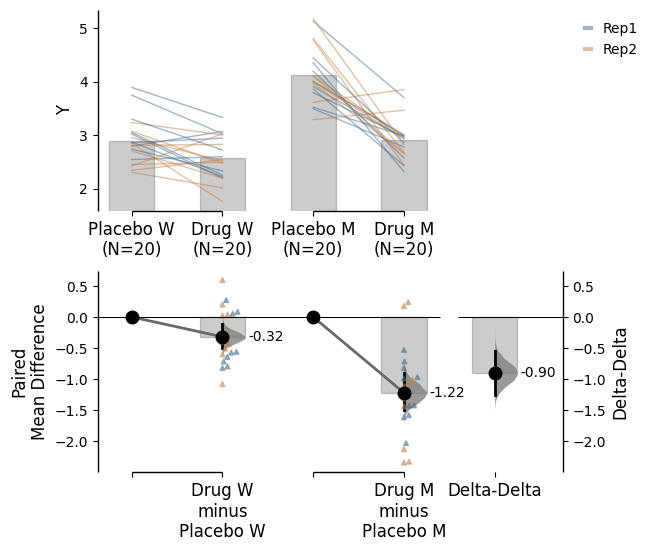 Rep1
Rep2
Y
5
4
3
2
Placebo W
(N=20)
Drug W
(N=20)
Placebo M
(N=20)
Drug M
(N=20)
Paired
Mean Difference
0.5
0.0
−0.5
−1.0
−1.5
−2.0
-0.32
-1.22
-0.90
0.5
0.0
−0.5
−1.0
−1.5
−2.0
Delta-Delta
Drug W
minus
Placebo W
Drug M
minus
Placebo M
Delta-Delta